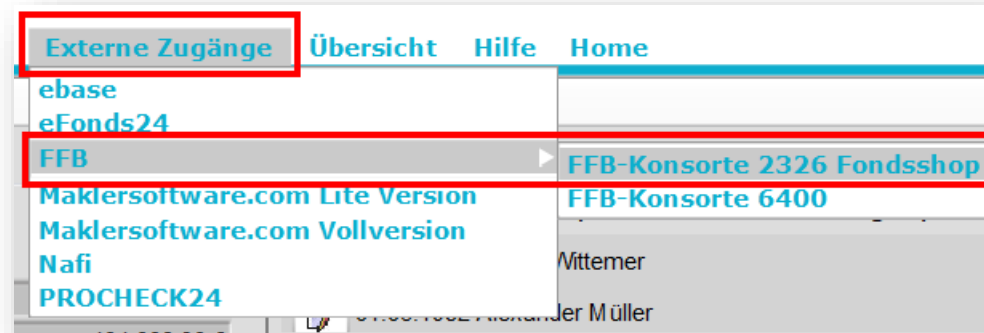 Externe Zugänge Übersicht Hilfe Home
ebase
eFonds24
FFB FFB-Konsorte 2326 Fondsshop
Maklersoftware.com Lite Version FFB-Konsorte 6400
Maklersoftware.com Vollversion
Nafi Wittemer
PROCHECK24
Müller